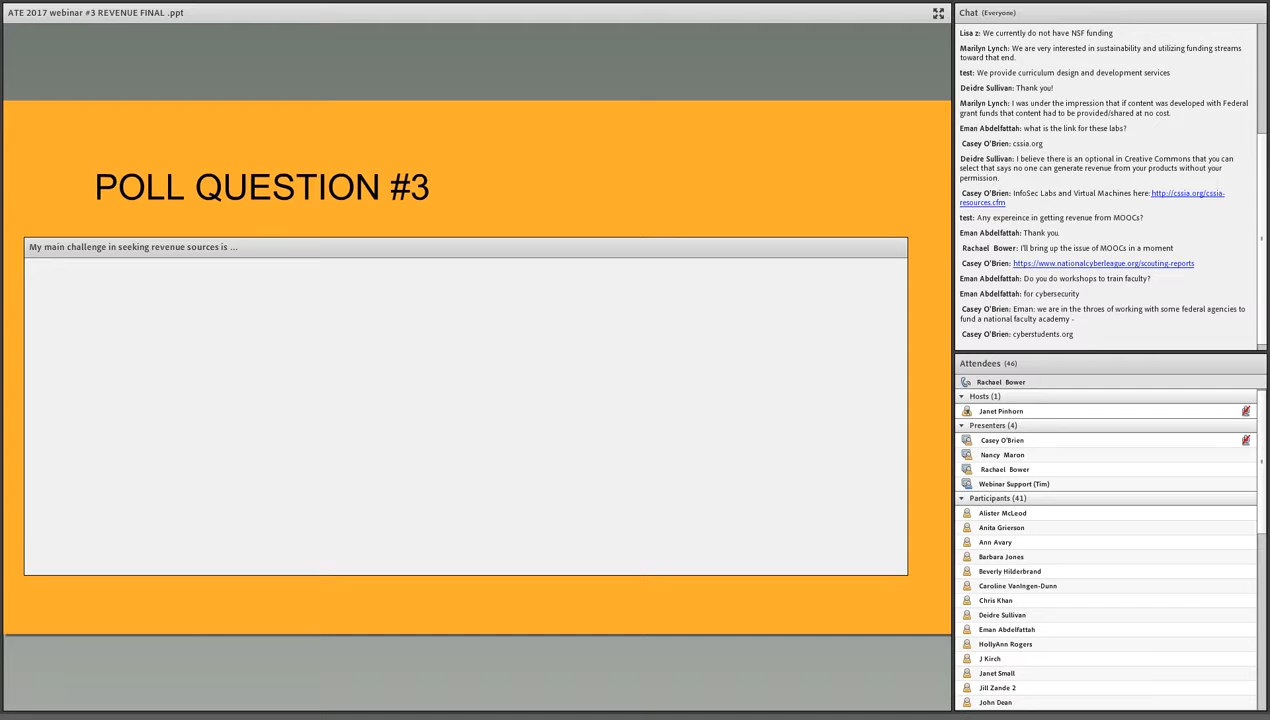 ATE 2017 webinar #3 REVENUE FINAL .ppt
POLL QUESTION #3
My main challenge in seeking revenue sources is ...
Chat (Everyone)
Lisa z: We currently do not have NSF funding
Marilyn Lynch: We are very interested in sustainability and utilizing funding streams
toward that end.
test: We provide curriculum design and development services
Deidre Sullivan: Thank you!
Marilyn Lynch: I was under the impression that if content was developed with Federal
grant funds that content had to be provided/shared at no cost.
Eman Abdelfattah: what is the link for these labs?
Casey O'Brien: cssia.org
Deidre Sullivan: I believe there is an optional in Creative Commons that you can
select that says no one can generate revenue from your products without your
permission.
Casey O'Brien: InfoSec Labs and Virtual Machines here: http://cssia.org/cssia-
resources.cfm
test: Any expereince in getting revenue from MOOCs?
Eman Abdelfattah: Thank you.
Rachael Bower: I'll bring up the issue of MOOCs in a moment
Casey O'Brien: https://www.nationalcyberleague.org/scouting-reports
Eman Abdelfattah: Do you do workshops to train faculty?
Eman Abdelfattah: for cybersecurity
Casey O'Brien: Eman: we are in the throes of working with some federal agencies to
fund a national faculty academy -
Casey O'Brien: cyberstudents.org
Attendees (46)
Rachael Bower
Hosts (1)
Janet Pinhorn
Presenters (4)
Casey O'Brien
Nancy Maron
Rachael Bower
Webinar Support (Tim)
Participants (41)
Alister McLeod
Anita Grierson
Ann Avary
Barbara Jones
Beverly Hilderbrand
Caroline VanIngen-Dunn
Chris Khan
Deidre Sullivan
Eman Abdelfattah
HollyAnn Rogers
J Kirch
Janet Small
Jill Zande 2
John Dean